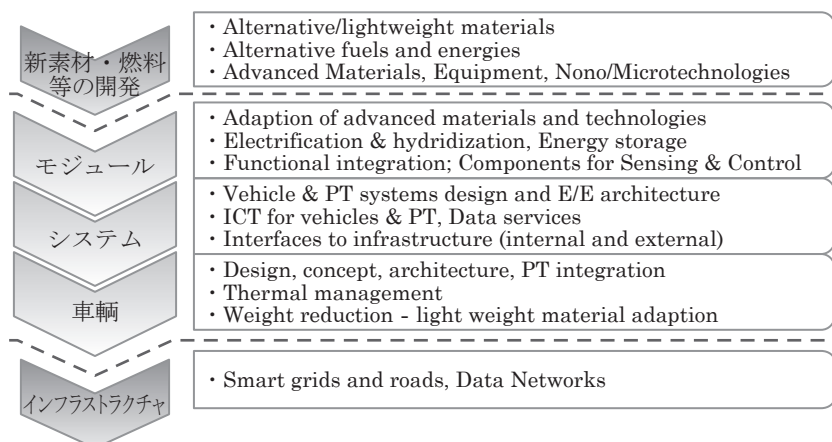 新素材・燃料
等の開発
・Alternative/lightweight materials
・Alternative fuels and energies
・Advanced Materials, Equipment, Nono/Microtechnologies
モジュール
・Adaption of advanced materials and technologies
・Electrification & hydridization, Energy storage
・Functional integration; Components for Sensing & Control
システム
・Vehicle & PT systems design and E/E architecture
・ICT for vehicles & PT, Data services
・Interfaces to infrastructure (internal and external)
車輌
・Design, concept, architecture, PT integration
・Thermal management
・Weight reduction - light weight material adaption
インフラストラクチャ
・Smart grids and roads, Data Networks